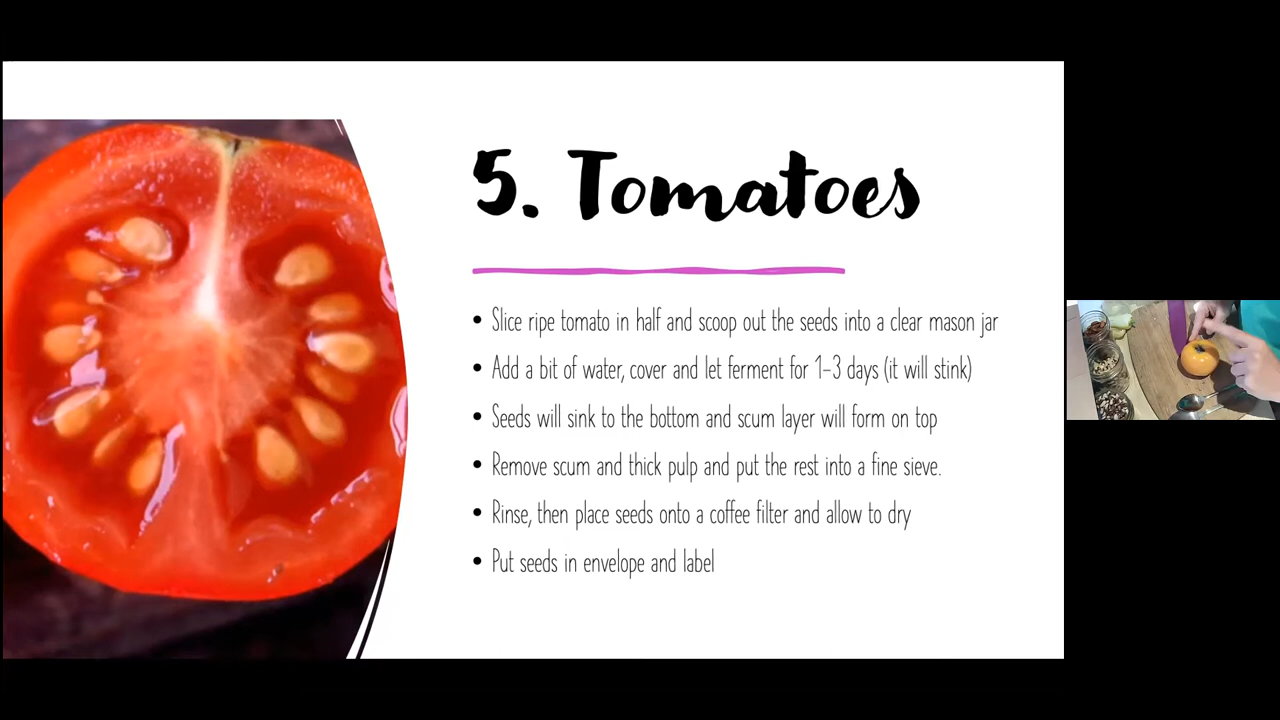 5. Tomatoes
• Slice ripe tomato in half and scoop out the seeds into a clear mason jar
• Add a bit of water, cover and let ferment for 1-3 days (it will stink)
• Seeds will sink to the bottom and scum layer will form on top
• Remove scum and thick pulp and put the rest into a fine sieve.
• Rinse, then place seeds onto a coffee filter and allow to dry
• Put seeds in envelope and label